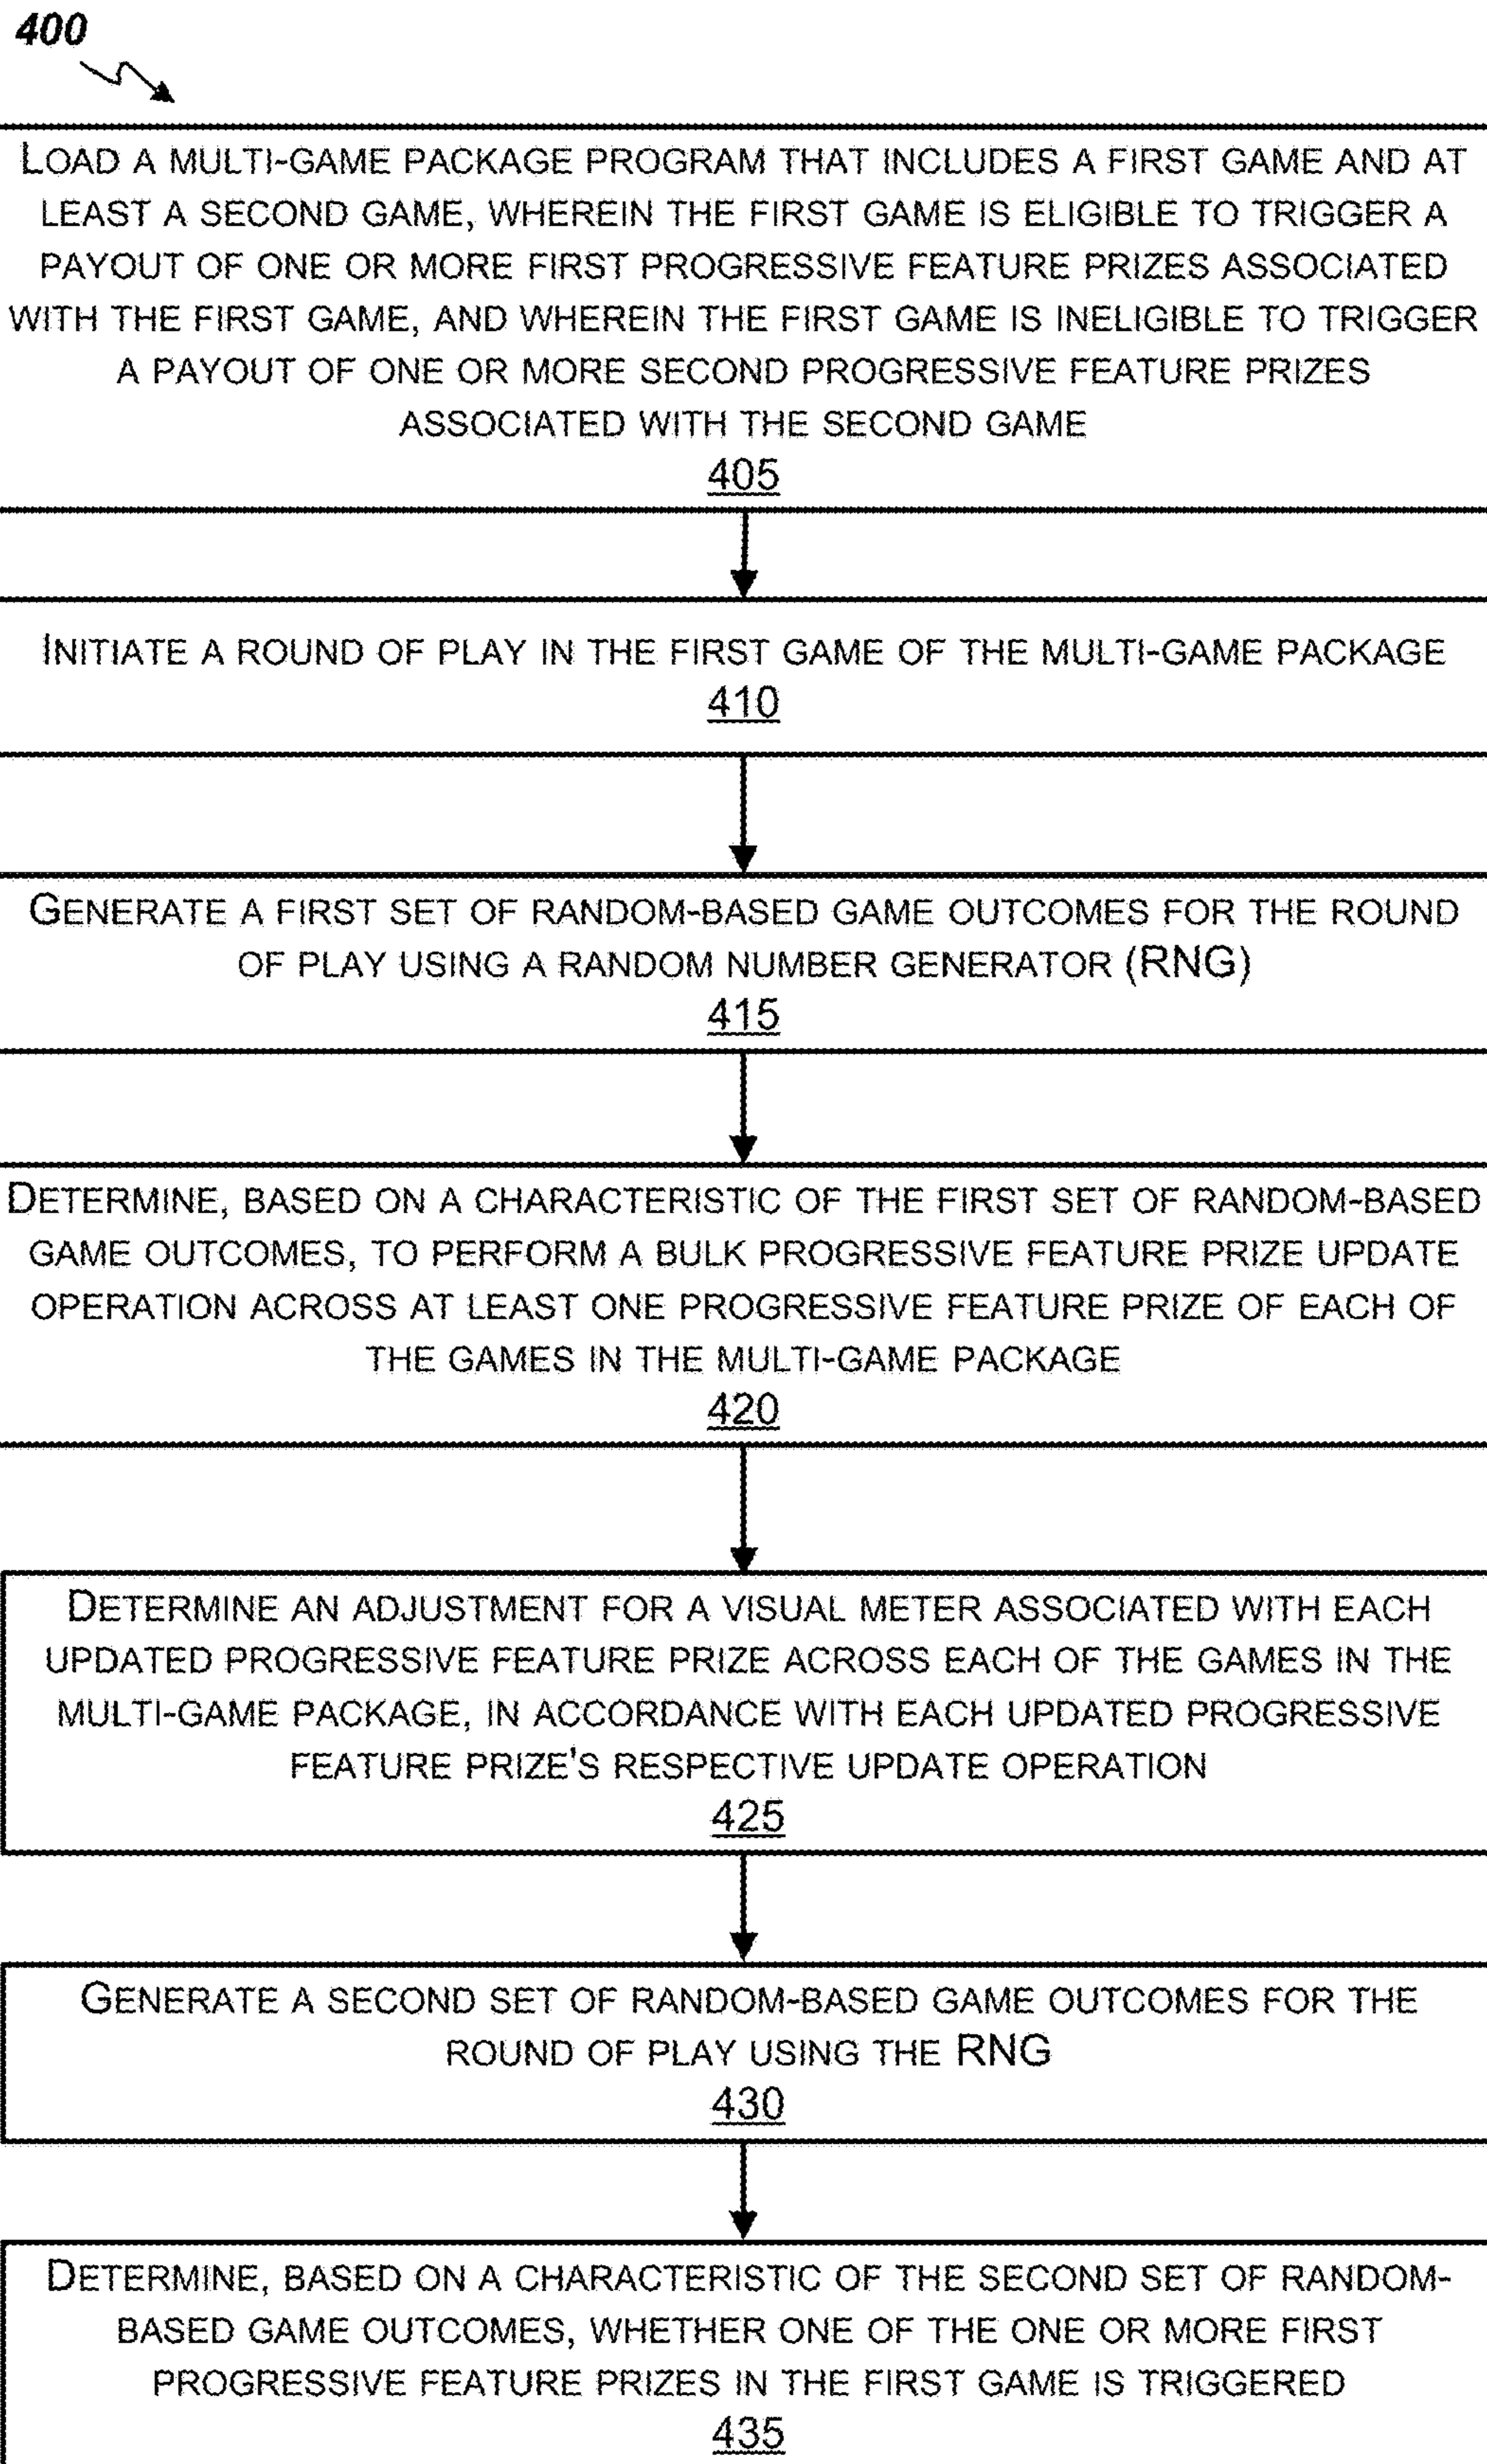 400
LOAD A MULTI-GAME PACKAGE PROGRAM THAT INCLUDES A FIRST GAME AND AT
LEAST A SECOND GAME, WHEREIN THE FIRST GAME IS ELIGIBLE TO TRIGGER A
PAYOUT OF ONE OR MORE FIRST PROGRESSIVE FEATURE PRIZES ASSOCIATED
WITH THE FIRST GAME, AND WHEREIN THE FIRST GAME IS INELIGIBLE TO TRIGGER
A PAYOUT OF ONE OR MORE SECOND PROGRESSIVE FEATURE PRIZES
ASSOCIATED WITH THE SECOND GAME
405
INITIATE A ROUND OF PLAY IN THE FIRST GAME OF THE MULTI-GAME PACKAGE
410
GENERATE A FIRST SET OF RANDOM-BASED GAME OUTCOMES FOR THE ROUND
OF PLAY USING A RANDOM NUMBER GENERATOR (RNG)
415
DETERMINE, BASED ON A CHARACTERISTIC OF THE FIRST SET OF RANDOM-BASED
GAME OUTCOMES, TO PERFORM A BULK PROGRESSIVE FEATURE PRIZE UPDATE
OPERATION ACROSS AT LEAST ONE PROGRESSIVE FEATURE PRIZE OF EACH OF
THE GAMES IN THE MULTI-GAME PACKAGE
420
DETERMINE AN ADJUSTMENT FOR A VISUAL METER ASSOCIATED WITH EACH
UPDATED PROGRESSIVE FEATURE PRIZE ACROSS EACH OF THE GAMES IN THE
MULTI-GAME PACKAGE, IN ACCORDANCE WITH EACH UPDATED PROGRESSIVE
FEATURE PRIZE'S RESPECTIVE UPDATE OPERATION
425
GENERATE A SECOND SET OF RANDOM-BASED GAME OUTCOMES FOR THE
ROUND OF PLAY USING THE RNG
430
DETERMINE, BASED ON A CHARACTERISTIC OF THE SECOND SET OF RANDOM-
BASED GAME OUTCOMES, WHETHER ONE OF THE ONE OR MORE FIRST
PROGRESSIVE FEATURE PRIZES IN THE FIRST GAME IS TRIGGERED
435